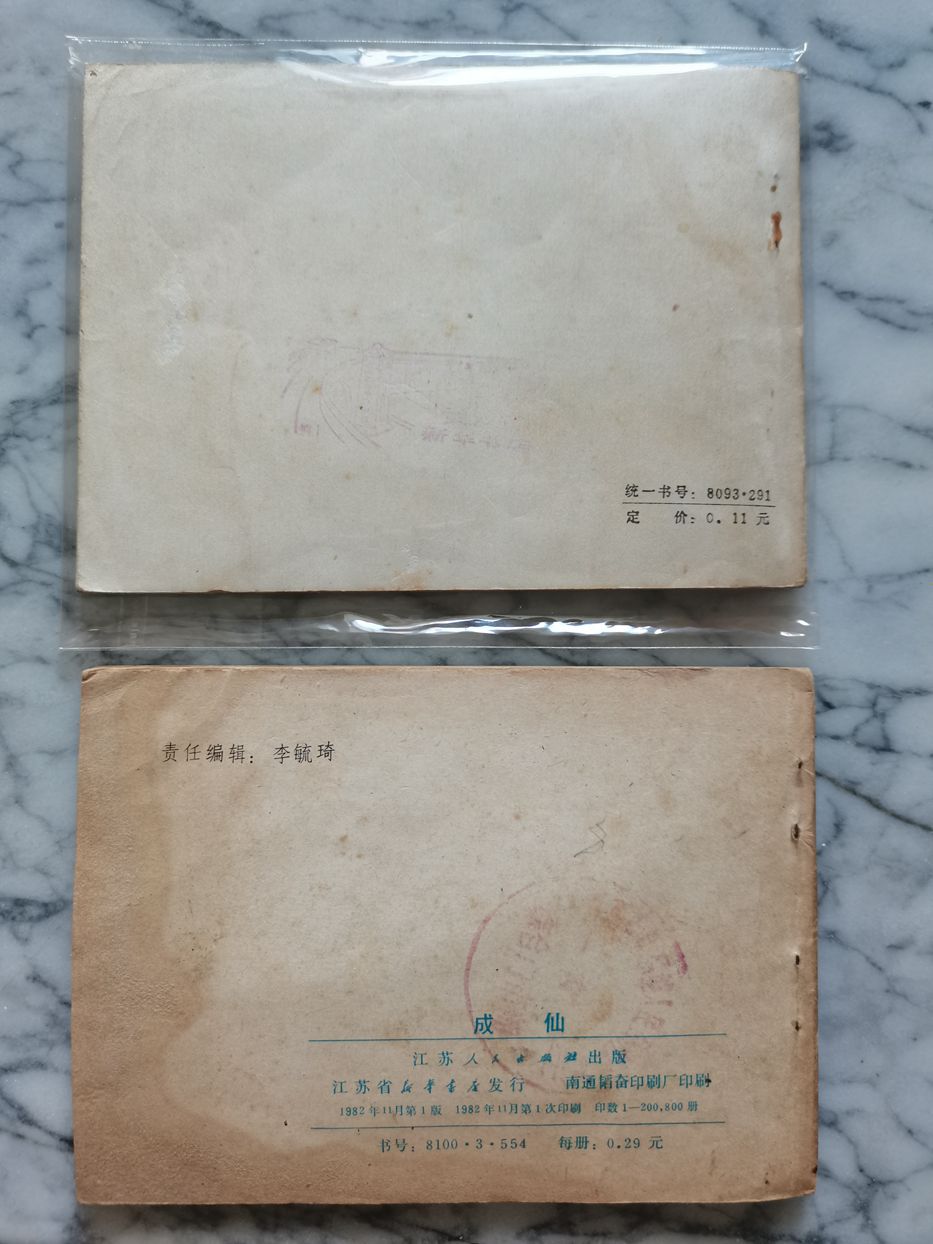 统一书号：8093·291
定　价：0.11 元
责任编辑：李毓琦
成　仙
江苏人民出版社出版
江苏省新华书店发行　南通韬奋印刷厂印刷
1982年11月第1版　1982年11月第1次印刷　印数1—200,800册
书号：8100·3·554　每册：0.29 元